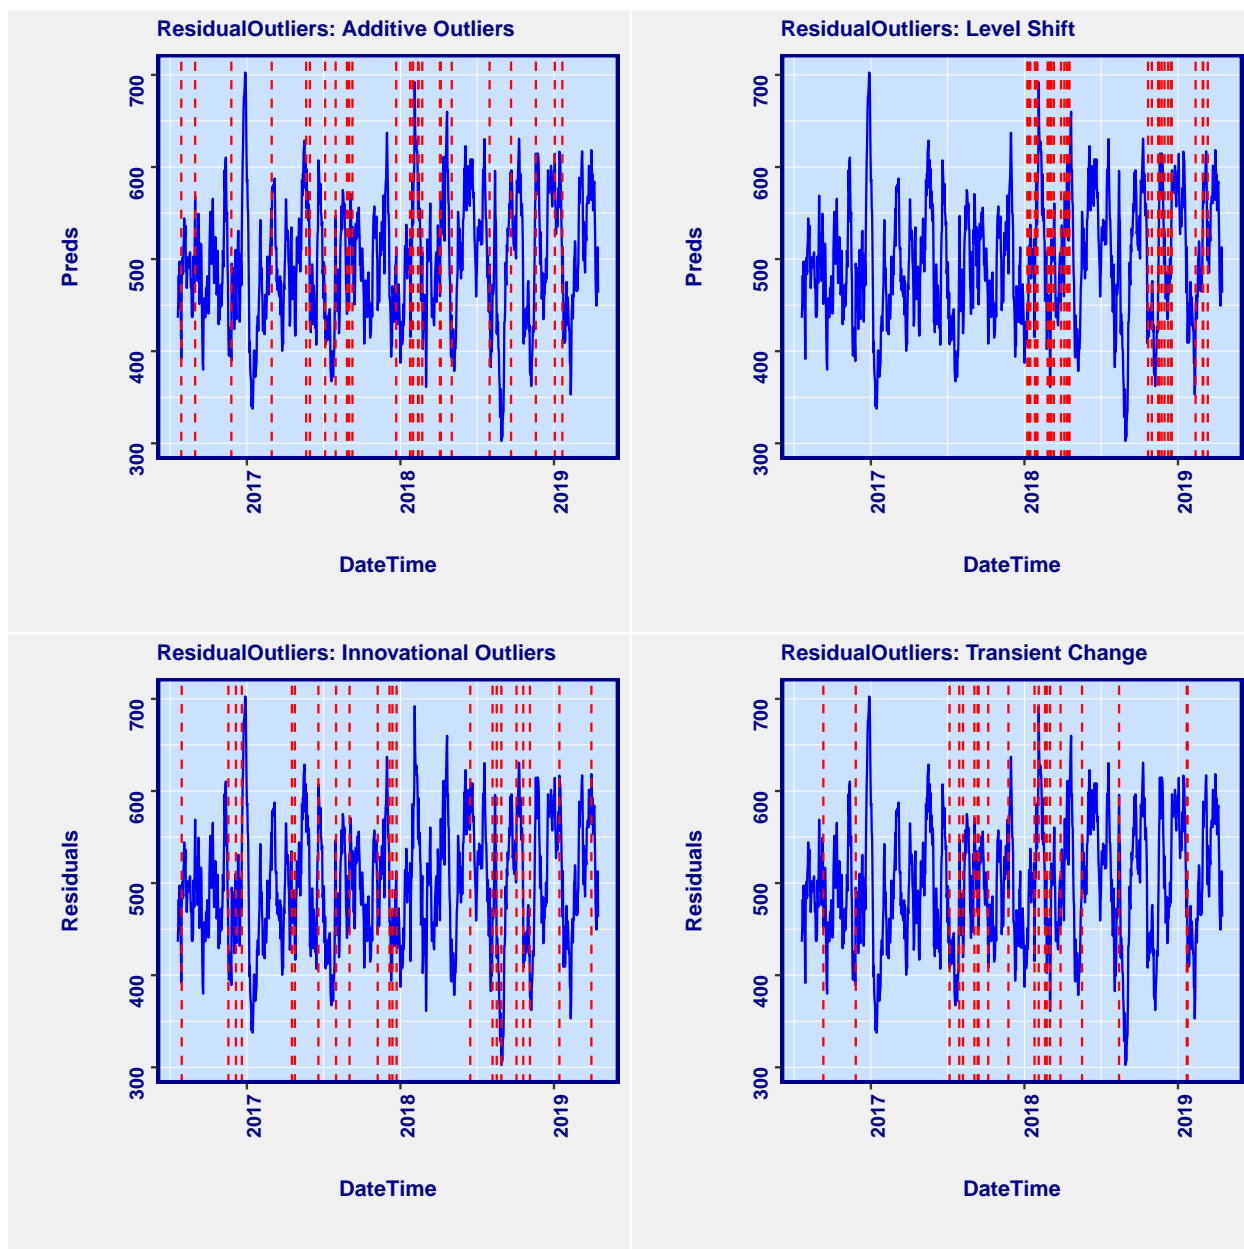 ResidualOutliers: Additive Outliers
Preds
700
600
500
400
300
2017
2018
2019
DateTime
ResidualOutliers: Level Shift
Preds
700
600
500
400
300
2017
2018
2019
DateTime
ResidualOutliers: Innovational Outliers
Residuals
700
600
500
400
300
2017
2018
2019
DateTime
ResidualOutliers: Transient Change
Residuals
700
600
500
400
300
2017
2018
2019
DateTime